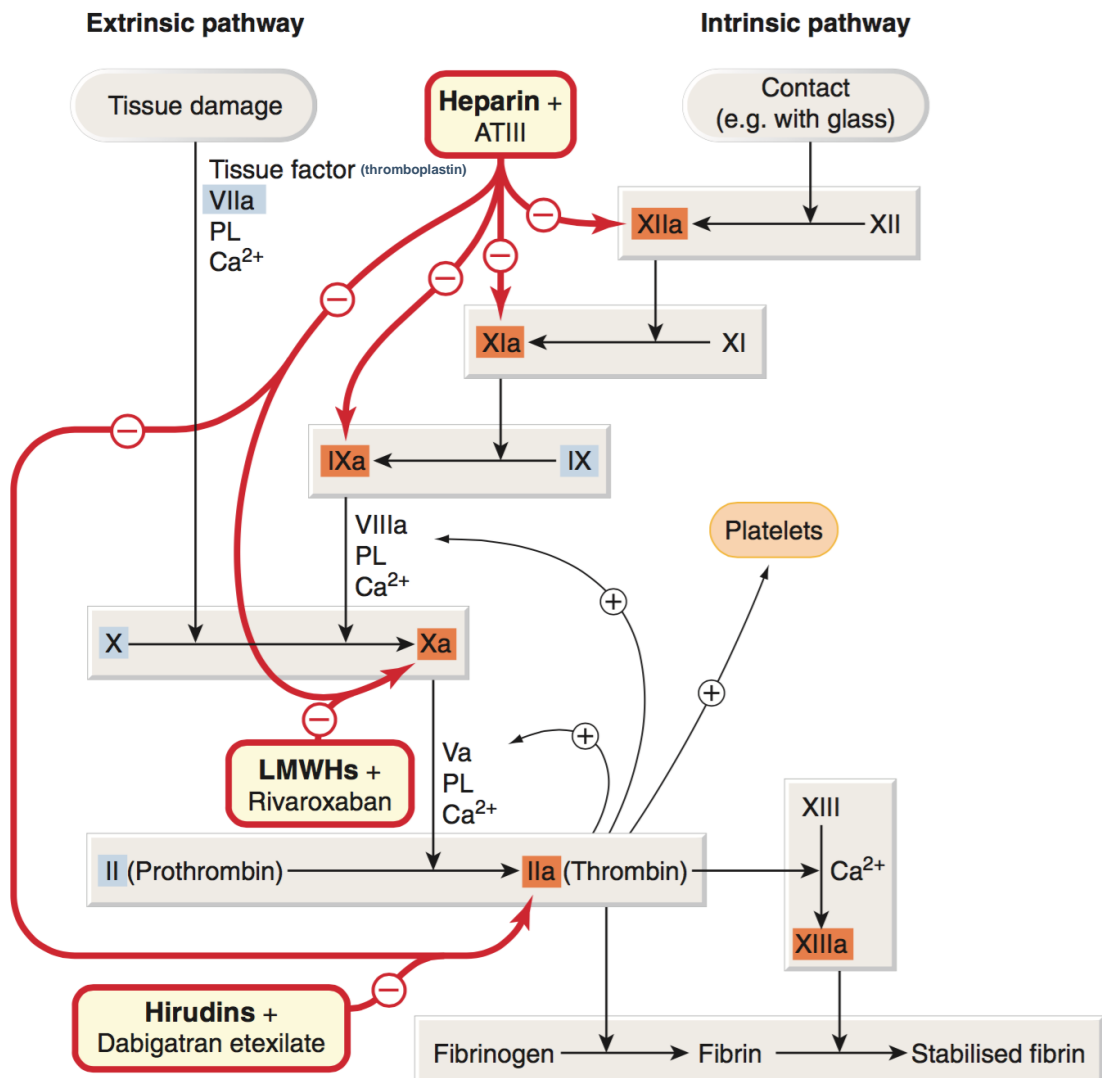 Extrinsic pathway
Intrinsic pathway
Tissue damage
Heparin +
ATIII
Contact
(e.g. with glass)
Tissue factor (thromboplastin)
VIIa
PL
Ca²⁺
−
XIIa
XII
−
−
−
XIa
XI
−
IXa
IX
VIIIa
PL
Ca²⁺
Platelets
+
X
Xa
+
−
LMWHs +
Rivaroxaban
+
Va
PL
Ca²⁺
II (Prothrombin)
IIa (Thrombin)
XIII
Ca²⁺
XIIIa
−
Hirudins +
Dabigatran etexilate
Fibrinogen
Fibrin
Stabilised fibrin